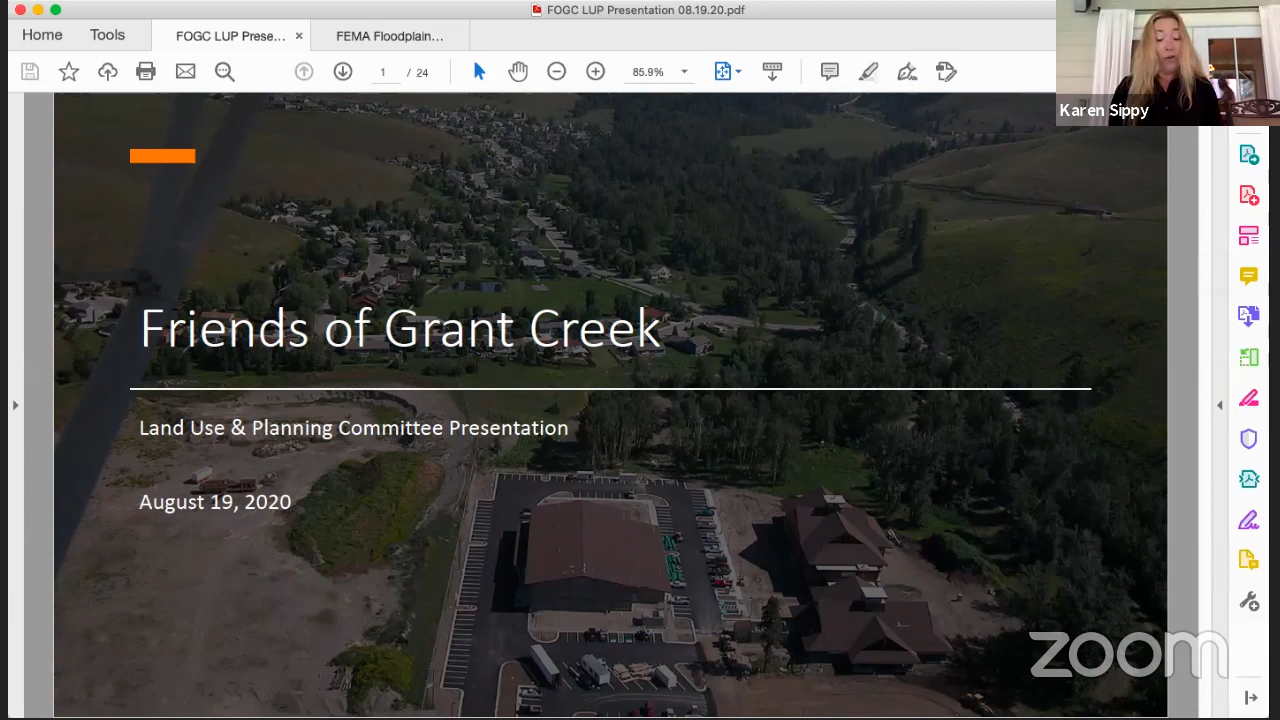 FOGC LUP Presentation 08.19.20.pdf
Home
Tools
FOGC LUP Prese... ×
FEMA Floodplain...
1 / 24
85.9%
Karen Sippy
Friends of Grant Creek
Land Use & Planning Committee Presentation
August 19, 2020
zoom